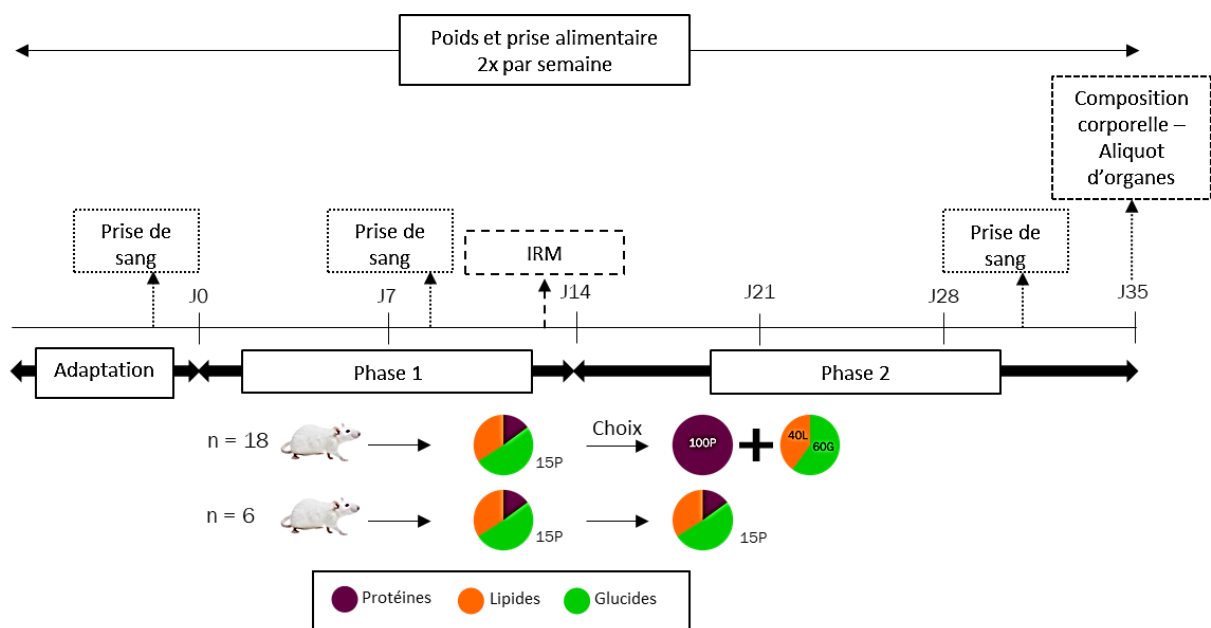 Poids et prise alimentaire
2x par semaine
Composition
corporelle –
Aliquot
d'organes
Prise de
sang
Prise de
sang
IRM
Prise de
sang
J0
J7
J14
J21
J28
J35
Adaptation
Phase 1
Phase 2
n = 18
15P
Choix
100P
40L
60G
n = 6
15P
15P
Protéines
Lipides
Glucides